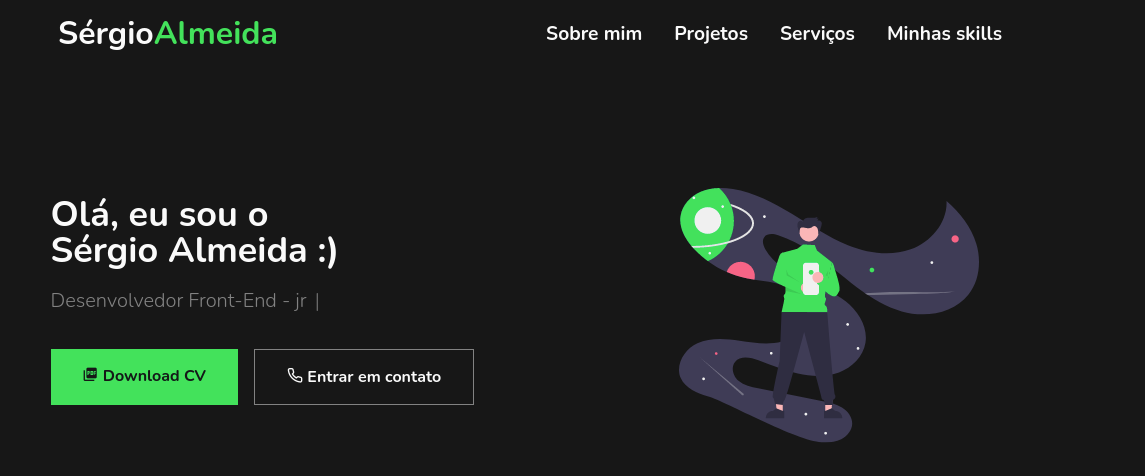 SérgioAlmeida
Sobre mim Projetos Serviços Minhas skills
Olá, eu sou o
Sérgio Almeida :)
Desenvolvedor Front-End - jr |
Download CV
Entrar em contato